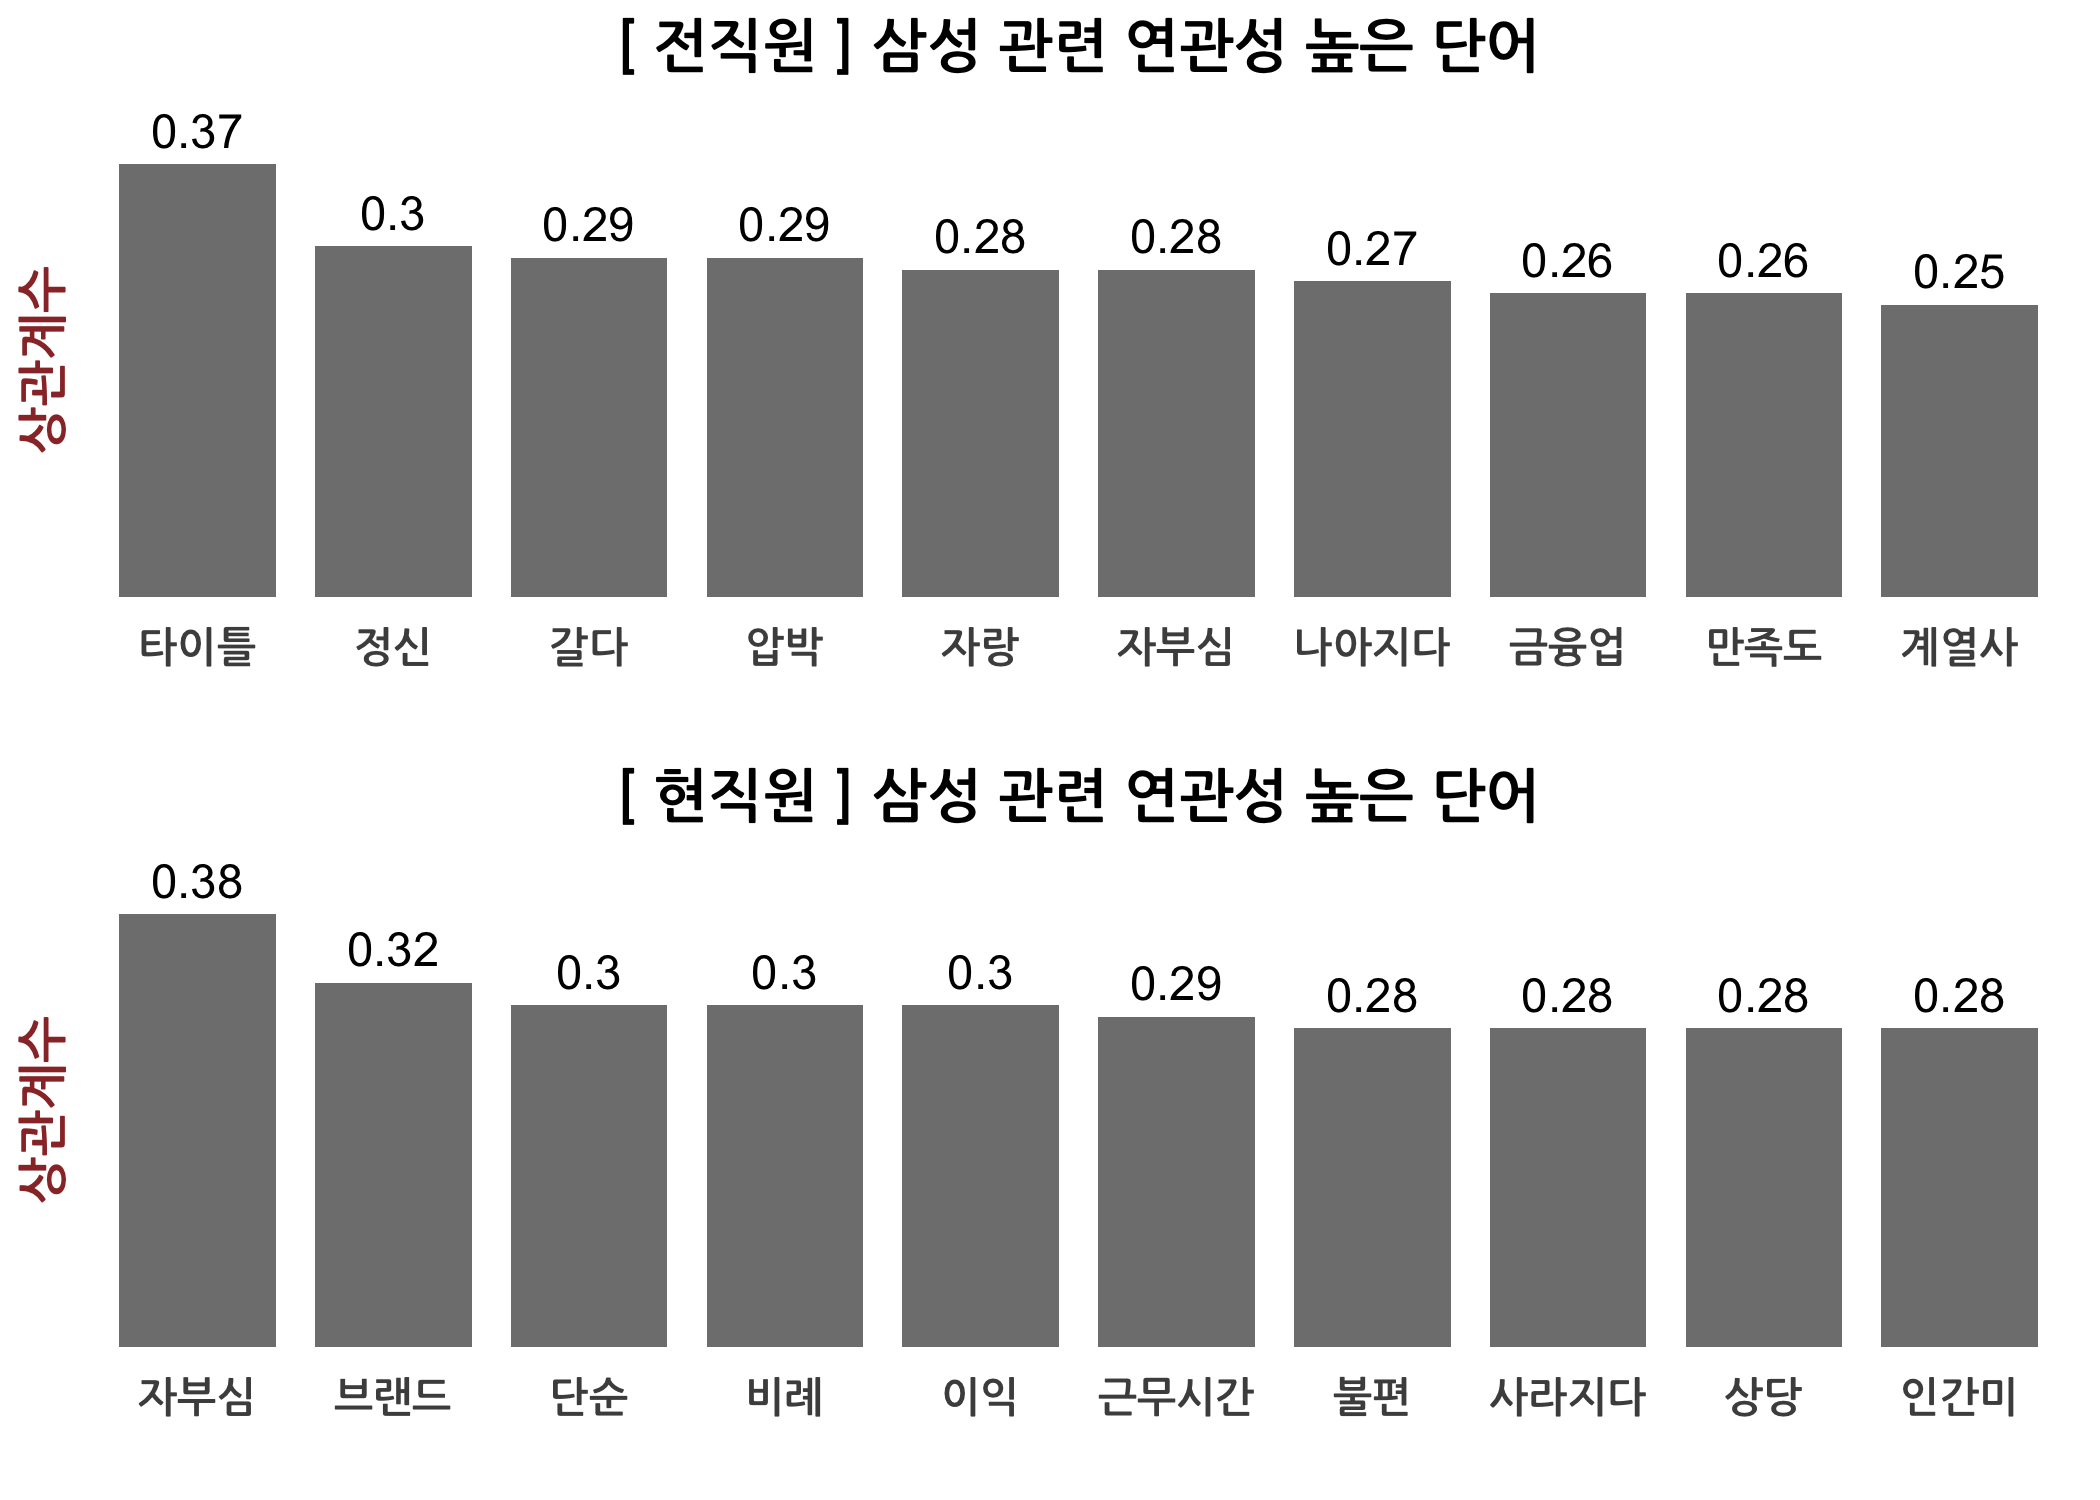 [ 전직원 ] 삼성 관련 연관성 높은 단어
상관계수
0.37 0.3 0.29 0.29 0.28 0.28 0.27 0.26 0.26 0.25
타이틀 정신 갈다 압박 자랑 자부심 나아지다 금융업 만족도 계열사
[ 현직원 ] 삼성 관련 연관성 높은 단어
상관계수
0.38 0.32 0.3 0.3 0.3 0.29 0.28 0.28 0.28 0.28
자부심 브랜드 단순 비례 이익 근무시간 불편 사라지다 상당 인간미